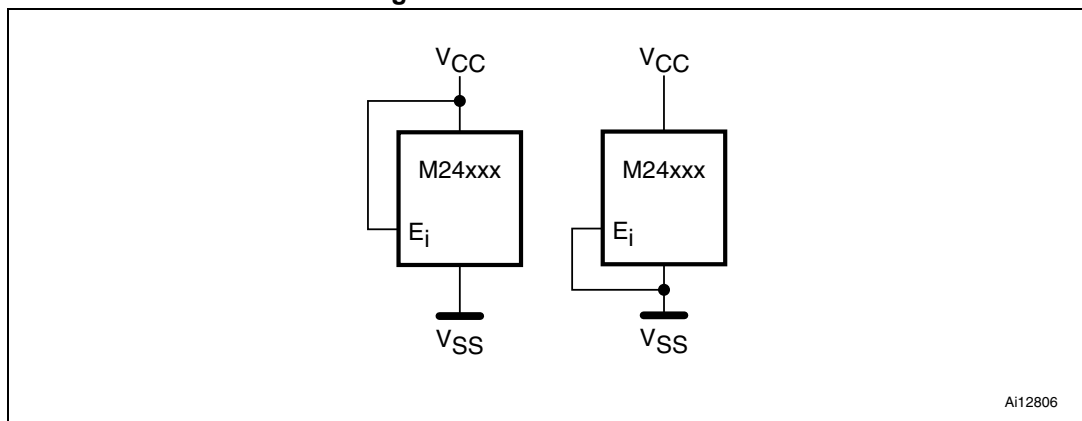 VCC VCC
M24xxx M24xxx
Ei Ei
VSS VSS
Ai12806